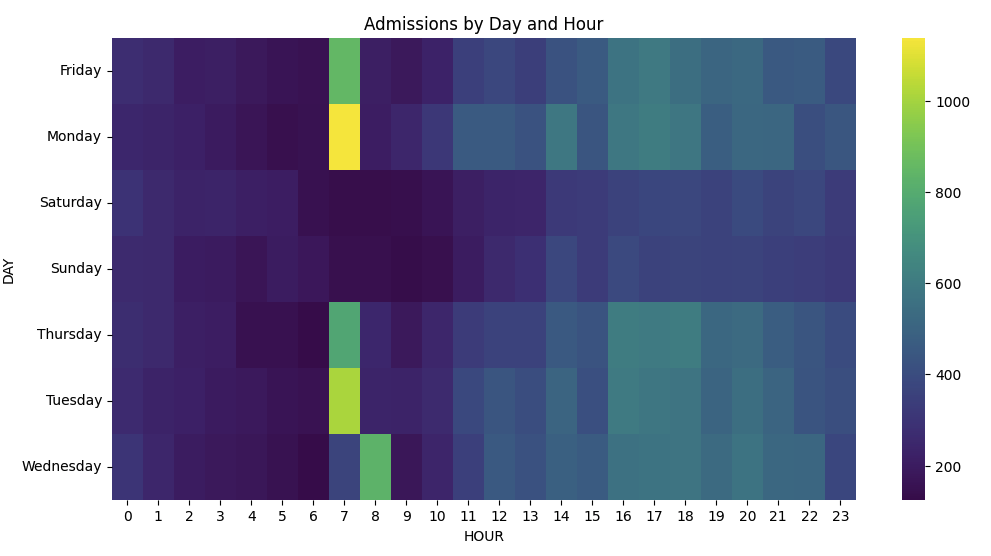 Admissions by Day and Hour
DAY
Friday
Monday
Saturday
Sunday
Thursday
Tuesday
Wednesday
0 1 2 3 4 5 6 7 8 9 10 11 12 13 14 15 16 17 18 19 20 21 22 23
HOUR
1000
800
600
400
200